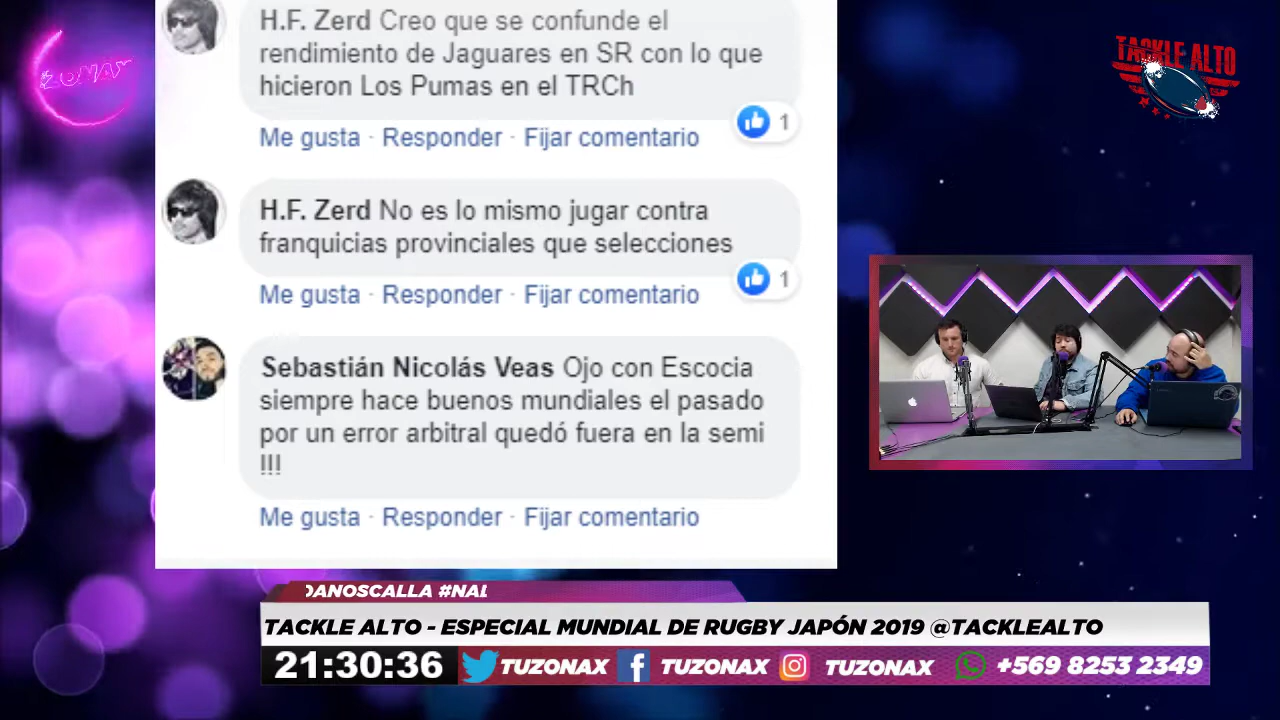 H.F. Zerd Creo que se confunde el
rendimiento de Jaguares en SR con lo que
hicieron Los Pumas en el TRCh
1
Me gusta · Responder · Fijar comentario
H.F. Zerd No es lo mismo jugar contra
franquicias provinciales que selecciones
1
Me gusta · Responder · Fijar comentario
Sebastián Nicolás Veas Ojo con Escocia
siempre hace buenos mundiales el pasado
por un error arbitral quedó fuera en la semi
!!!
Me gusta · Responder · Fijar comentario
ZONA
TACKLE ALTO
DANOSCALLA #NAL
TACKLE ALTO - ESPECIAL MUNDIAL DE RUGBY JAPÓN 2019 @TACKLEALTO
21:30:36 TUZONAX TUZONAX TUZONAX +569 8253 2349